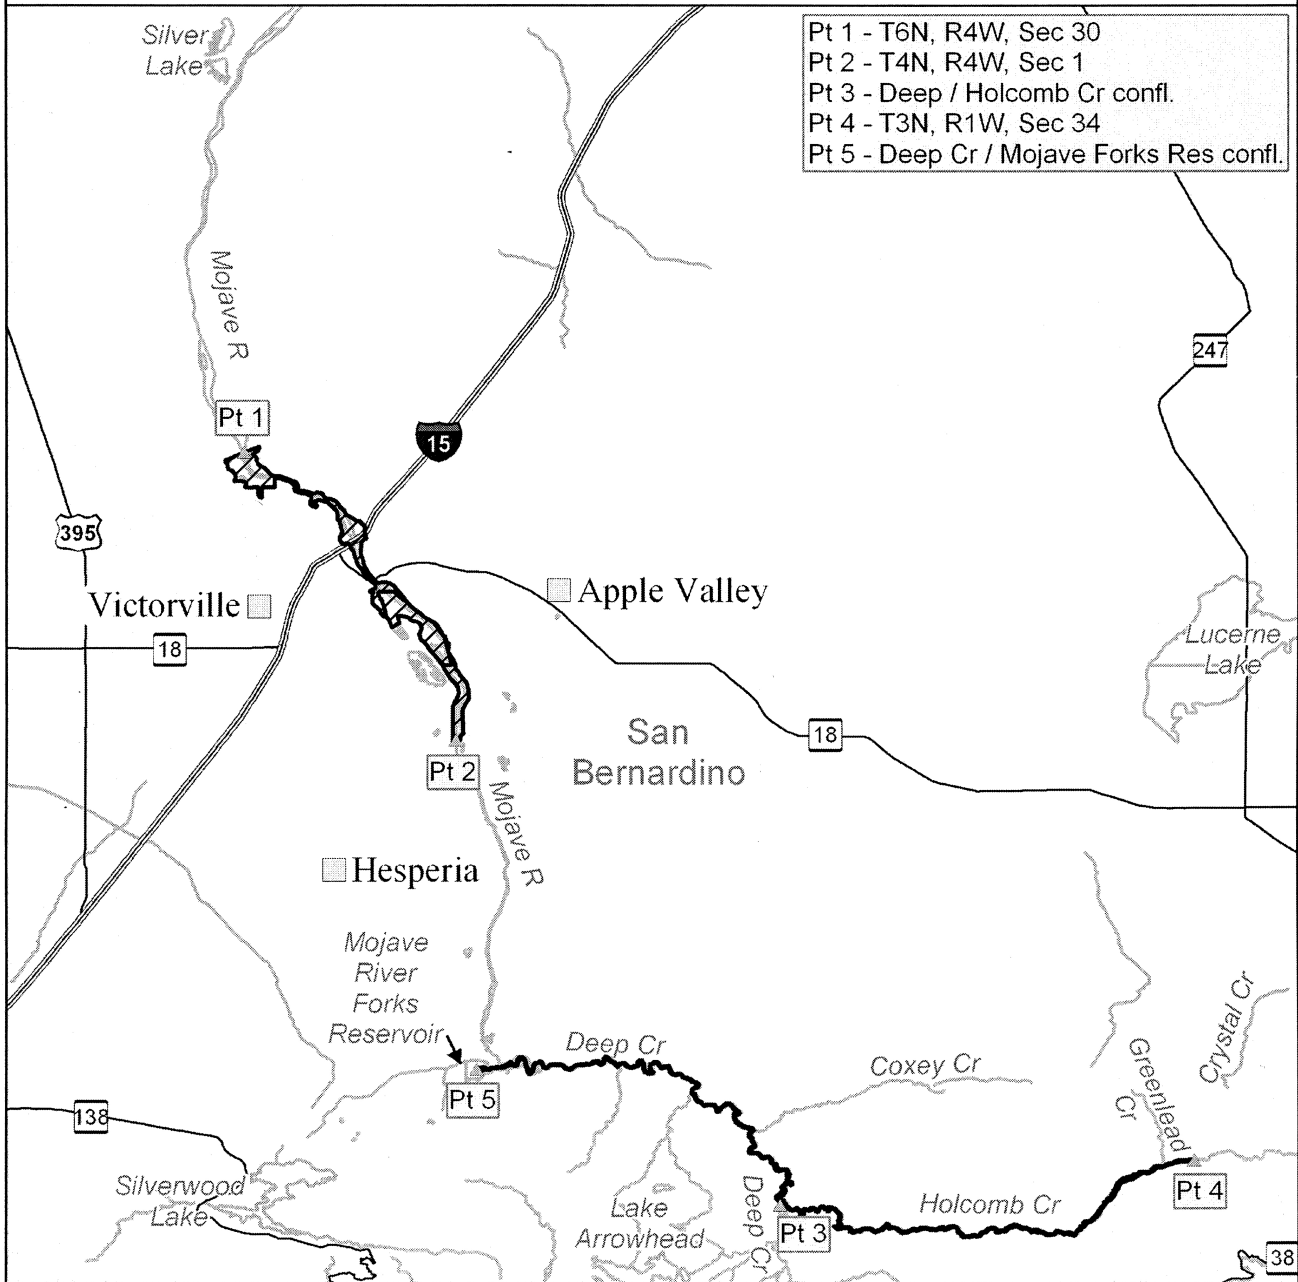 Silver
Lake
Pt 1 - T6N, R4W, Sec 30
Pt 2 - T4N, R4W, Sec 1
Pt 3 - Deep / Holcomb Cr confl.
Pt 4 - T3N, R1W, Sec 34
Pt 5 - Deep Cr / Mojave Forks Res confl.
Mojave R
247
Pt 1
15
395
Victorville
Apple Valley
18
Lucerne
Lake
San
Bernardino
18
Pt 2
Mojave R
Hesperia
Mojave
River
Forks
Reservoir
Deep Cr
Coxey Cr
Greenlead
Cr
Crystal Cr
Pt 5
138
Silverwood
Lake
Lake
Arrowhead
Deep Cr
Pt 3
Holcomb Cr
Pt 4
38